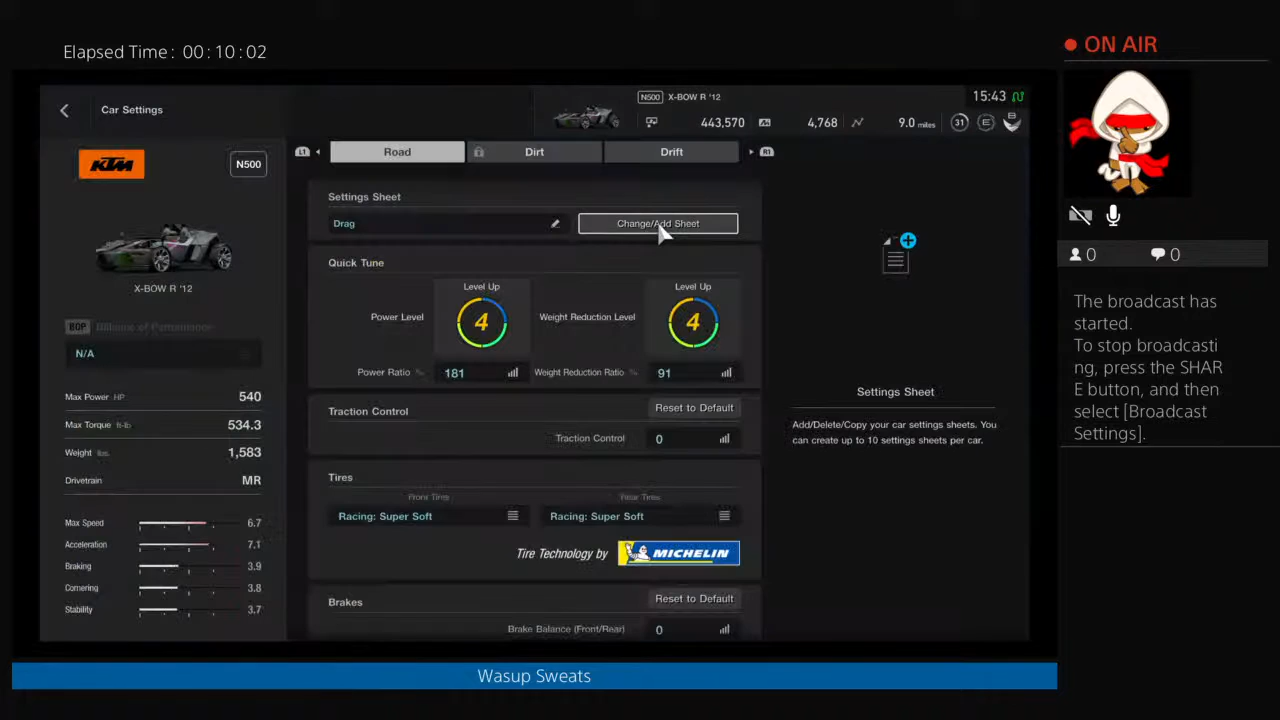 Elapsed Time: 00:10:02
ON AIR
Car Settings
N500 X-BOW R '12
15:43
443,570 4,768 9.0 miles 31 E B
KTM N500
L1 Road Dirt Drift R1
Settings Sheet
Drag Change/Add Sheet
Quick Tune
Level Up Level Up
Power Level 4 Weight Reduction Level 4
Power Ratio % 181 Weight Reduction Ratio % 91
X-BOW R '12
BOP Balance of Performance
N/A
Max Power HP 540
Max Torque ft-lb 534.3
Weight lbs. 1,583
Drivetrain MR
Max Speed 6.7
Acceleration 7.1
Braking 3.9
Cornering 3.8
Stability 3.7
Traction Control Reset to Default
Traction Control 0
Tires
Front Tires Rear Tires
Racing: Super Soft Racing: Super Soft
Tire Technology by MICHELIN
Brakes Reset to Default
Brake Balance (Front/Rear) 0
Settings Sheet
Add/Delete/Copy your car settings sheets. You
can create up to 10 settings sheets per car.
0 0
The broadcast has
started.
To stop broadcasti
ng, press the SHAR
E button, and then
select [Broadcast
Settings].
Wasup Sweats